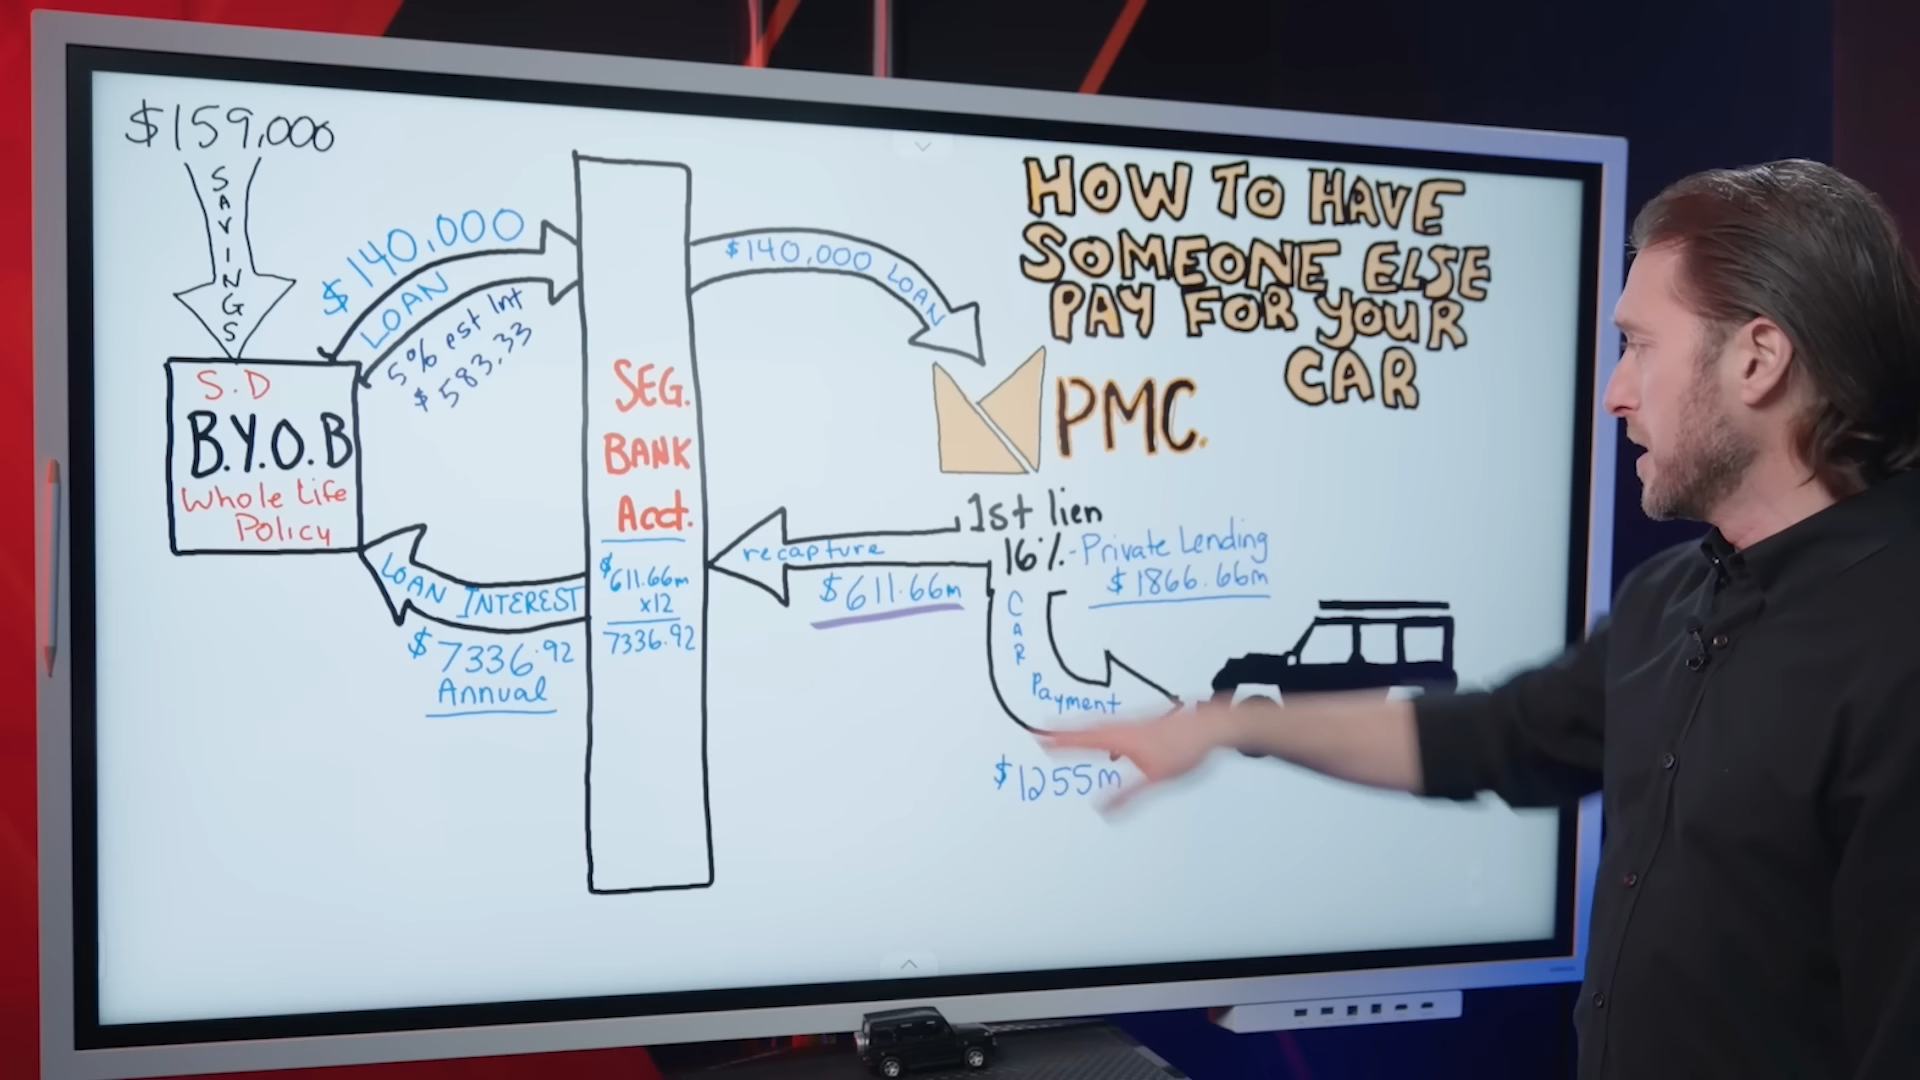 $159,000
SAVINGS
$140,000
LOAN
5% est Int
$583.33
S.D
B.Y.O.B
Whole Life
Policy
LOAN INTEREST
$7336.92
Annual
SEG.
BANK
Acct.
$611.66m
x12
7336.92
$140,000 LOAN
HOW TO HAVE
SOMEONE ELSE
PAY FOR YOUR
CAR
PMC.
1st lien
16% - Private Lending
$1866.66m
recapture
$611.66m
CAR
Payment
$1255m